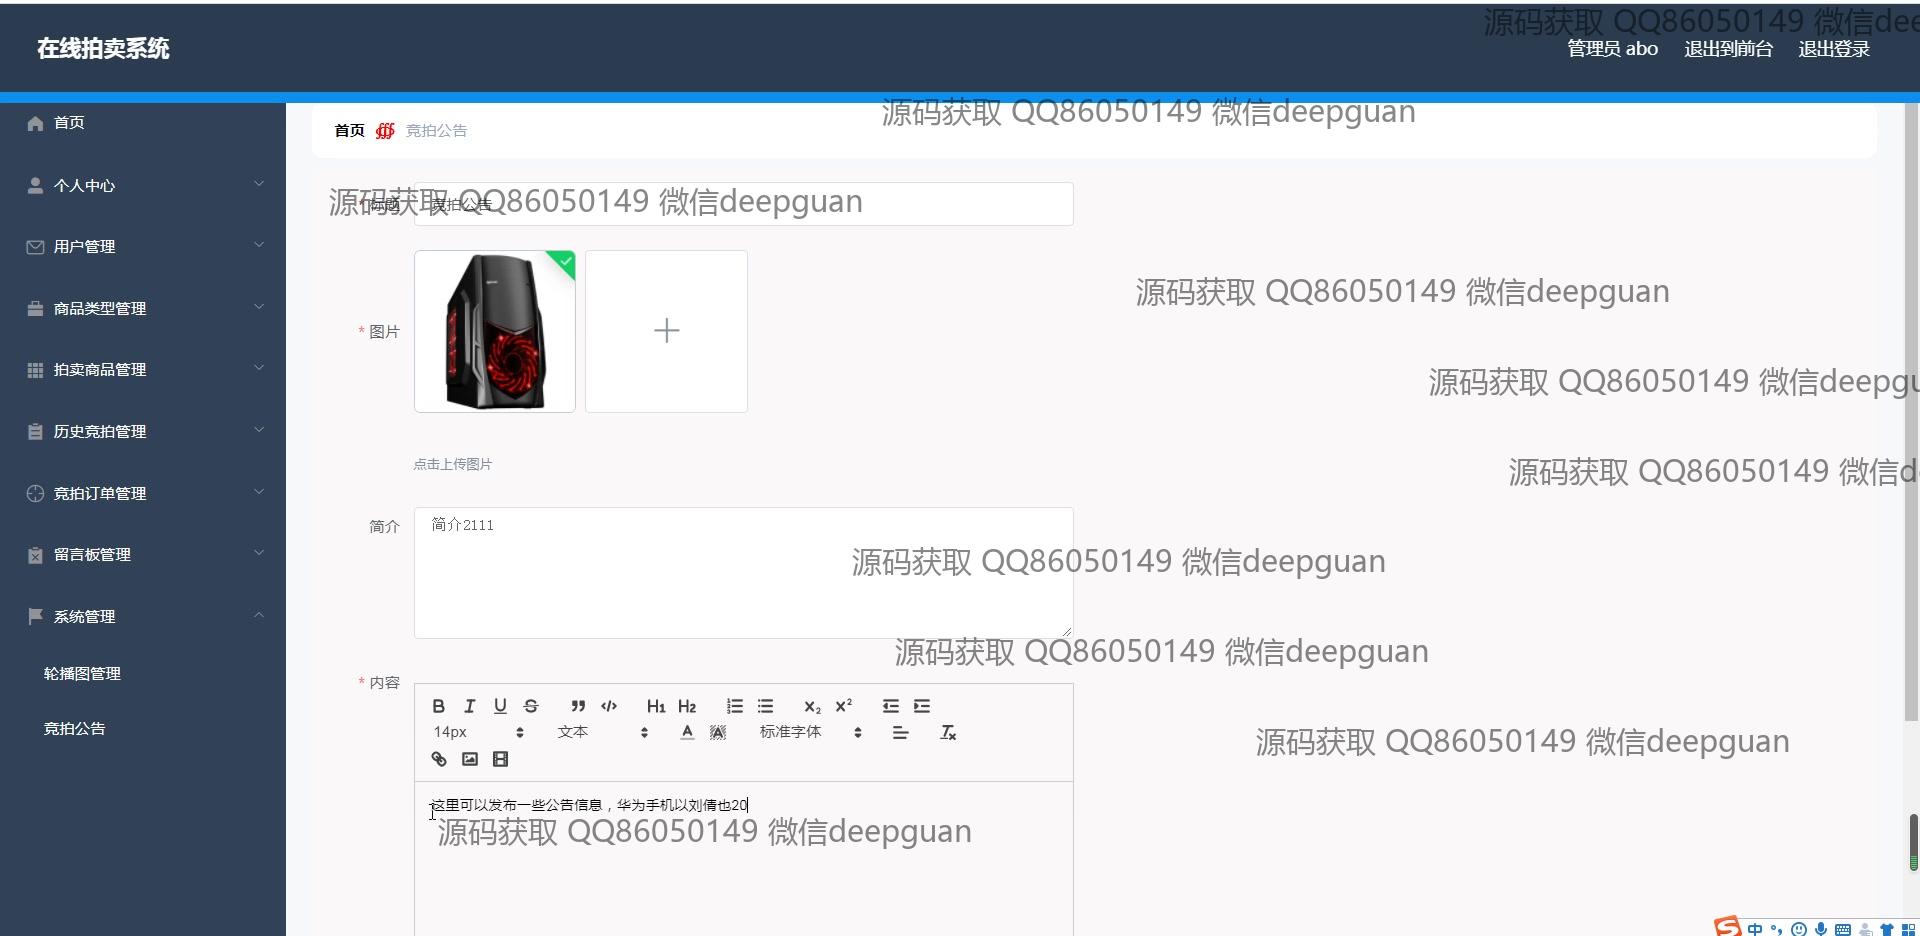 在线拍卖系统
源码获取 QQ86050149 微信dee
管理员 abo 退出到前台 退出登录
首页
个人中心
用户管理
商品类型管理
拍卖商品管理
历史竞拍管理
竞拍订单管理
留言板管理
系统管理
轮播图管理
竞拍公告
首页 竞拍公告
源码获取 QQ86050149 微信deepguan
* 标题 竞拍公告
源码获取 QQ86050149 微信deepguan
源码获取 QQ86050149 微信deepguan
* 图片
源码获取 QQ86050149 微信deepgu
点击上传图片
源码获取 QQ86050149 微信d
简介 简介2111
源码获取 QQ86050149 微信deepguan
源码获取 QQ86050149 微信deepguan
* 内容
B I U S H1 H2 x₂ x²
14px 文本 A A 标准字体 Tx
源码获取 QQ86050149 微信deepguan
这里可以发布一些公告信息，华为手机以刘倩也20
源码获取 QQ86050149 微信deepguan
S 中